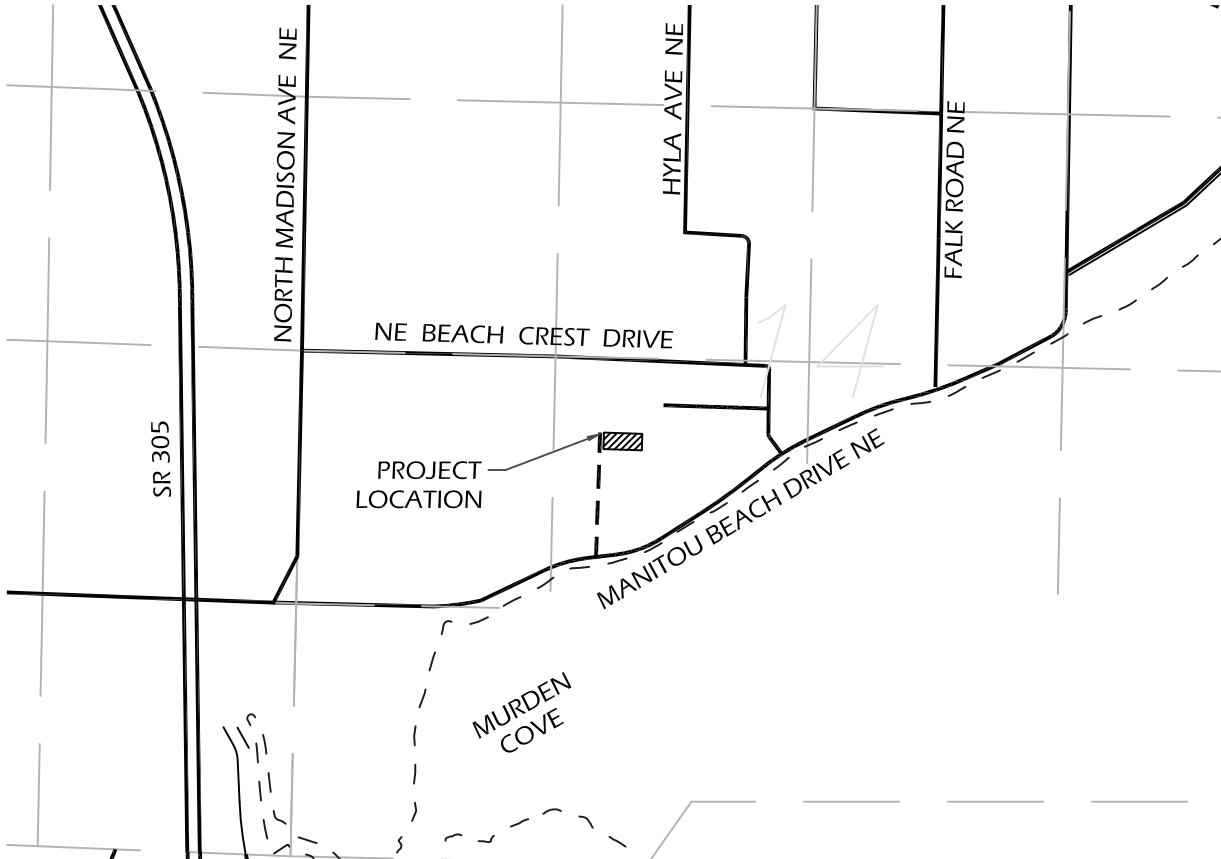 NORTH MADISON AVE NE
HYLA AVE NE
FALK ROAD NE
NE BEACH CREST DRIVE
14
SR 305
PROJECT
LOCATION
MANITOU BEACH DRIVE NE
MURDEN
COVE